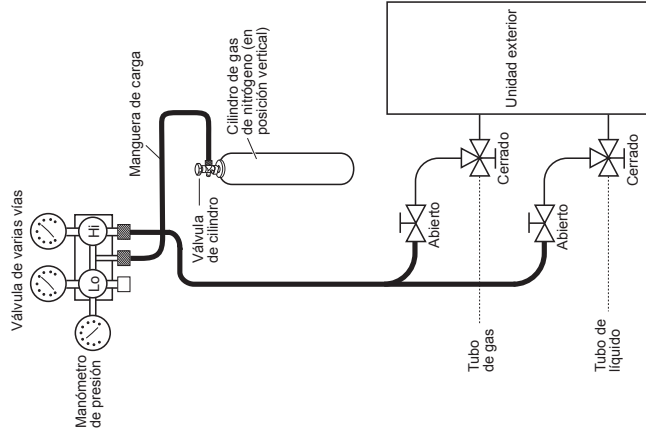 Válvula de varias vías
Manómetro
de presión
Lo
Hi
Manguera de carga
Válvula
de cilindro
Cilindro de gas
de nitrógeno (en
posición vertical)
Unidad exterior
Abierto
Cerrado
Abierto
Cerrado
Tubo
de gas
Tubo de
líquido